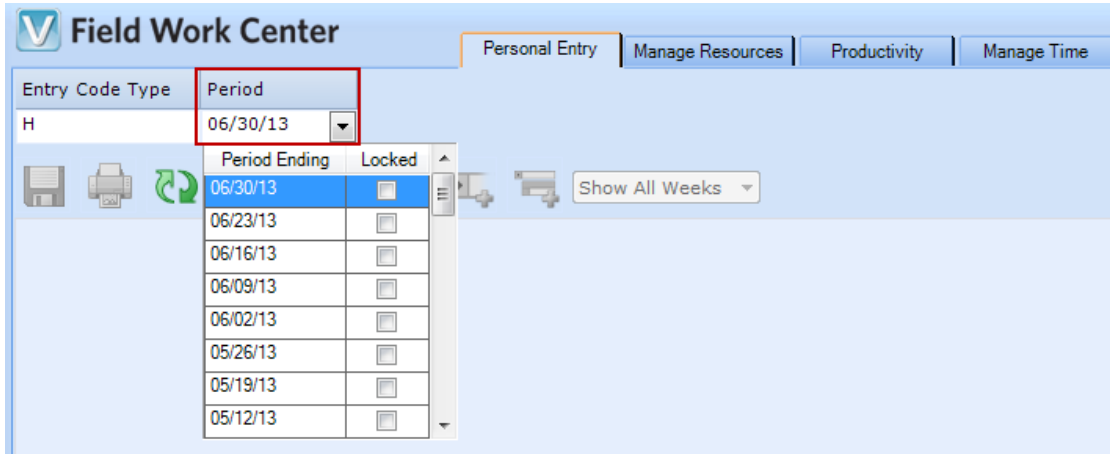 V Field Work Center
Personal Entry Manage Resources Productivity Manage Time
Entry Code Type Period
H 06/30/13
Period Ending Locked
Show All Weeks
06/30/13
06/23/13
06/16/13
06/09/13
06/02/13
05/26/13
05/19/13
05/12/13